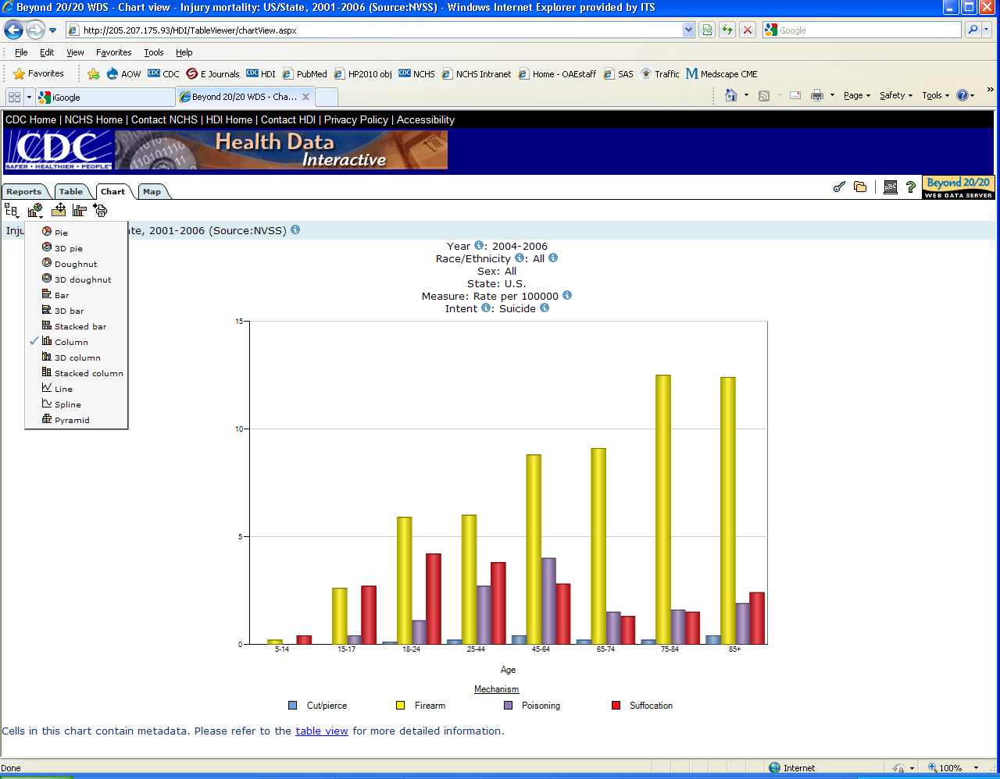 Beyond 20/20 WDS - Chart view - Injury mortality: US/State, 2001-2006 (Source:NVSS) - Windows Internet Explorer provided by ITS
http://205.207.175.93/HDI/TableViewer/chartView.aspx
Google
File Edit View Favorites Tools Help
Favorites AOW CDC CDC E Journals CDC HDI PubMed HP2010 obj CDC NCHS NCHS Intranet Home - OAEstaff SAS Traffic M Medscape CME
iGoogle Beyond 20/20 WDS - Cha... X Page Safety Tools »
CDC Home | NCHS Home | Contact NCHS | HDI Home | Contact HDI | Privacy Policy | Accessibility
CDC
SAFER • HEALTHIER • PEOPLE™
Health Data
Interactive
Enter
Reports Table Chart Map
ABC ?
Beyond 20/20
WEB DATA SERVER
Inju
te, 2001-2006 (Source:NVSS)
Pie
3D pie
Doughnut
3D doughnut
Bar
3D bar
Stacked bar
Column
3D column
Stacked column
Line
Spline
Pyramid
Year : 2004-2006
Race/Ethnicity : All
Sex: All
State: U.S.
Measure: Rate per 100000
Intent : Suicide
15
10
5
0
5-14 15-17 18-24 25-44 45-64 65-74 75-84 85+
Age
Mechanism
Cut/pierce Firearm Poisoning Suffocation
Cells in this chart contain metadata. Please refer to the table view for more detailed information.
Done Internet 100%